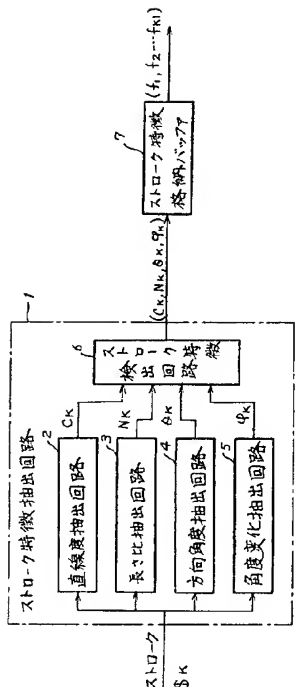 ストローク
$K
ストローク特徴抽出回路
1
直線度抽出回路
2
長さ比抽出回路
3
方向角度抽出回路
4
角度変化抽出回路
5
CK
NK
θK
φK
ストローク特徴
検出回路
6
(CK, NK, θK, φK)
ストローク特徴
格納バッファ
7
(f1, f2…fK1)